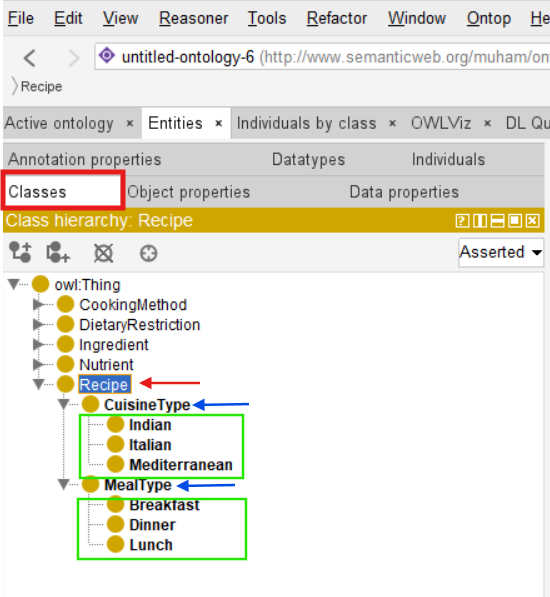 File Edit View Reasoner Tools Refactor Window Ontop He
untitled-ontology-6 (http://www.semanticweb.org/muham/on
Recipe
Active ontology × Entities × Individuals by class × OWLViz × DL Qu
Annotation properties Datatypes Individuals
Classes Object properties Data properties
Class hierarchy: Recipe
Asserted
owl:Thing
CookingMethod
DietaryRestriction
Ingredient
Nutrient
Recipe
CuisineType
Indian
Italian
Mediterranean
MealType
Breakfast
Dinner
Lunch